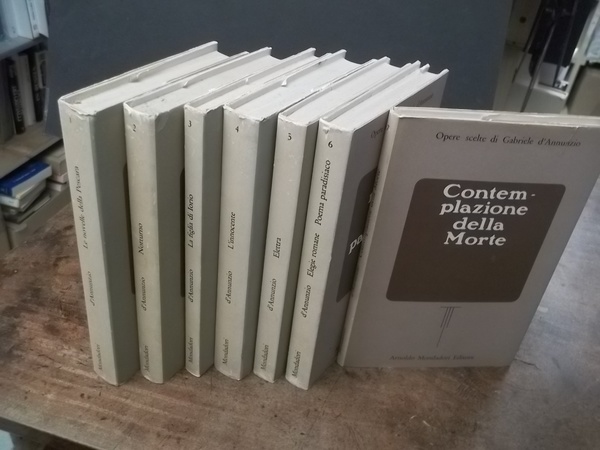 Mondadori d'Annunzio Le novelle della Pescara
Mondadori d'Annunzio Notturno 2
Mondadori d'Annunzio La figlia di Iorio 3
Mondadori d'Annunzio L'innocente 4
Mondadori d'Annunzio Elettra 5
Mondadori d'Annunzio Elegie romane Poema paradisiaco 6
Opere scelte di Gabriele d'Annunzio
Contem-
plazione
della
Morte
Arnoldo Mondadori Editore